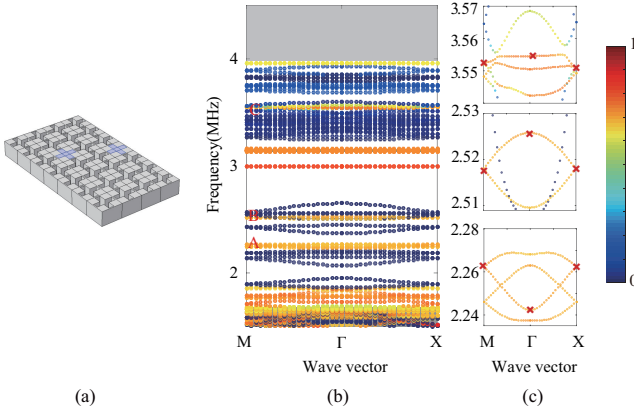 (a)
Frequency(MHz)
4
3
2
C
B
A
M
Γ
X
Wave vector
(b)
3.57
3.56
3.55
2.53
2.52
2.51
2.28
2.26
2.24
M
Γ
X
Wave vector
(c)
1
0